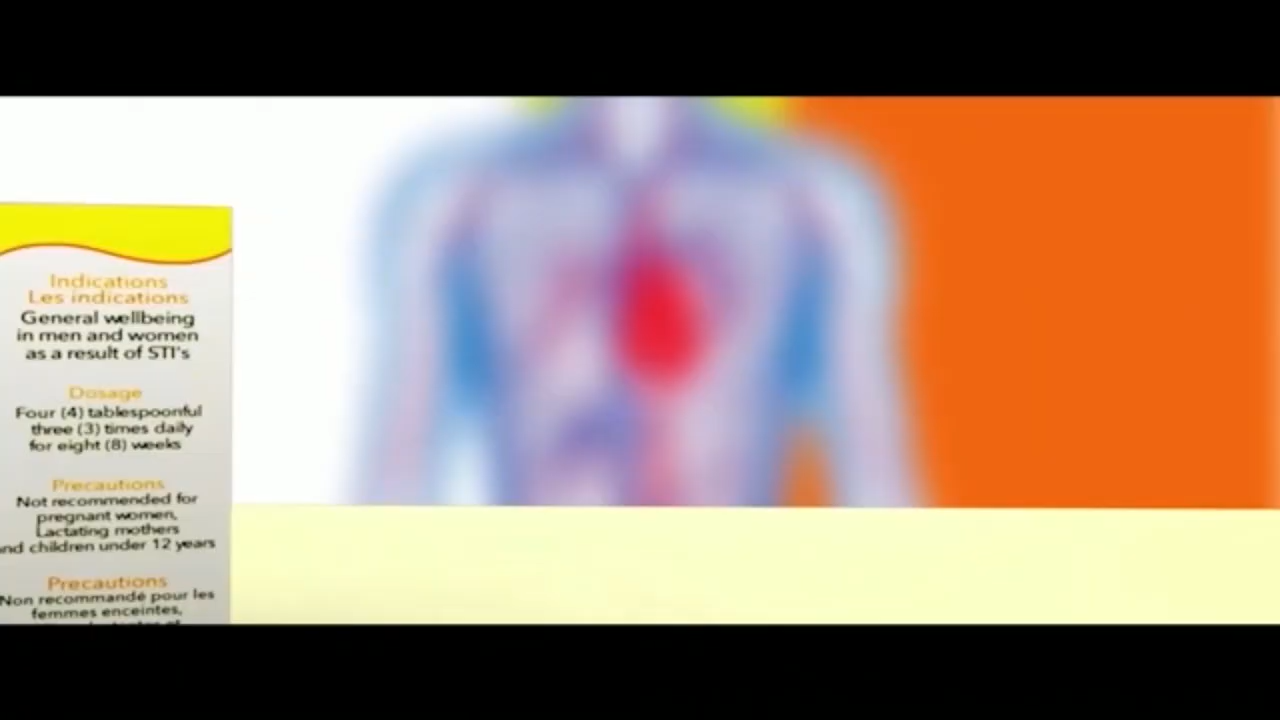 Indications
Les indications
General wellbeing
in men and women
as a result of STI's
Dosage
Four (4) tablespoonful
three (3) times daily
for eight (8) weeks
Precautions
Not recommended for
pregnant women,
Lactating mothers
and children under 12 years
Precautions
Non recommandé pour les
femmes enceintes,